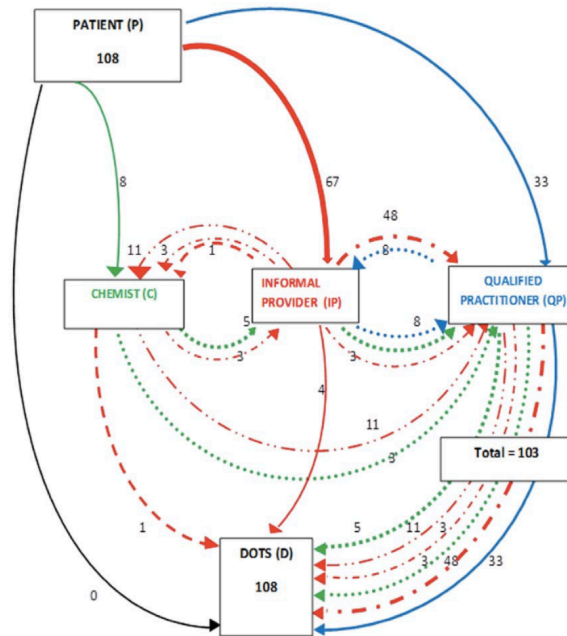 PATIENT (P)
108
8
67
33
48
11 3 1
8
CHEMIST (C)
INFORMAL
PROVIDER (IP)
QUALIFIED
PRACTITIONER (QP)
5
8
3
3
4
11
3
Total = 103
1
5 11 3
DOTS (D)
3 48 33
108
0